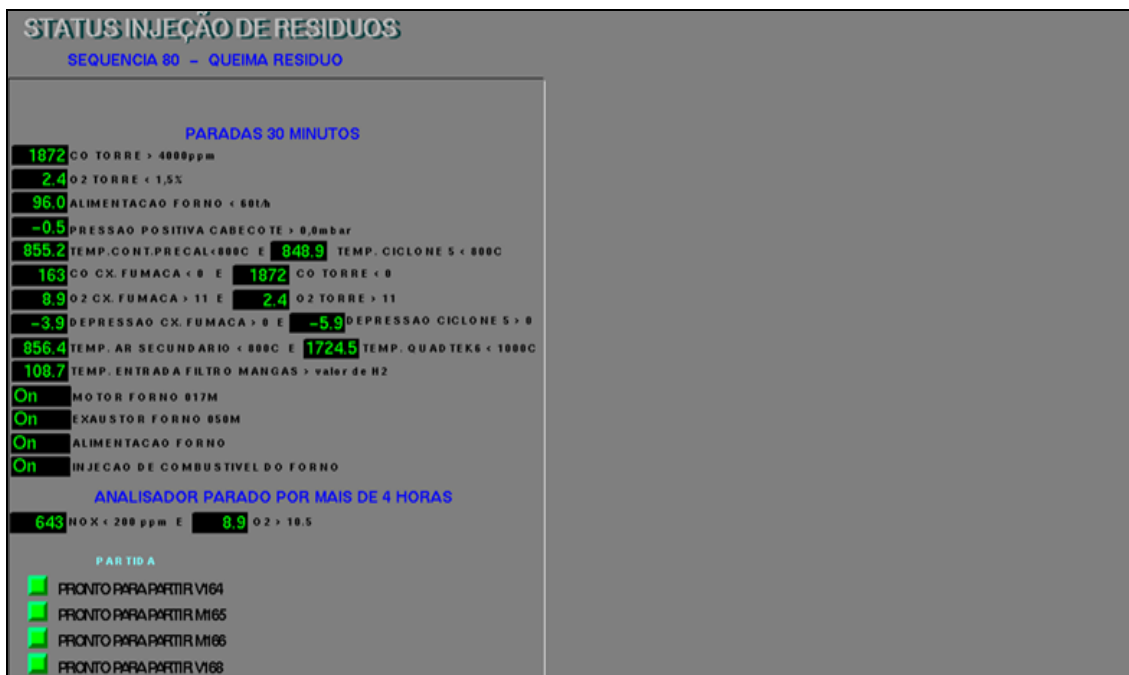 STATUS INJEÇÃO DE RESIDUOS
SEQUENCIA 80 – QUEIMA RESIDUO
PARADAS 30 MINUTOS
1872 CO TORRE > 4000ppm
2.4 O2 TORRE < 1,5%
96.0 ALIMENTACAO FORNO < 60t/h
-0.5 PRESSAO POSITIVA CABECOTE > 0,0mbar
855.2 TEMP.CONT.PRECAL<800C E 848.9 TEMP. CICLONE 5 < 800C
163 CO CX. FUMACA < 0 E 1872 CO TORRE < 0
8.9 O2 CX. FUMACA > 11 E 2.4 O2 TORRE > 11
-3.9 DEPRESSAO CX. FUMACA > 0 E -5.9 DEPRESSAO CICLONE 5 > 0
856.4 TEMP. AR SECUNDARIO < 800C E 1724.5 TEMP. QUADTEK6 < 1000C
108.7 TEMP. ENTRADA FILTRO MANGAS > valor de H2
On MOTOR FORNO 017M
On EXAUSTOR FORNO 050M
On ALIMENTACAO FORNO
On INJECAO DE COMBUSTIVEL DO FORNO
ANALISADOR PARADO POR MAIS DE 4 HORAS
643 NOX < 200 ppm E 8.9 O2 > 10.5
PARTIDA
PRONTO PARA PARTIR V164
PRONTO PARA PARTIR M165
PRONTO PARA PARTIR M166
PRONTO PARA PARTIR V168